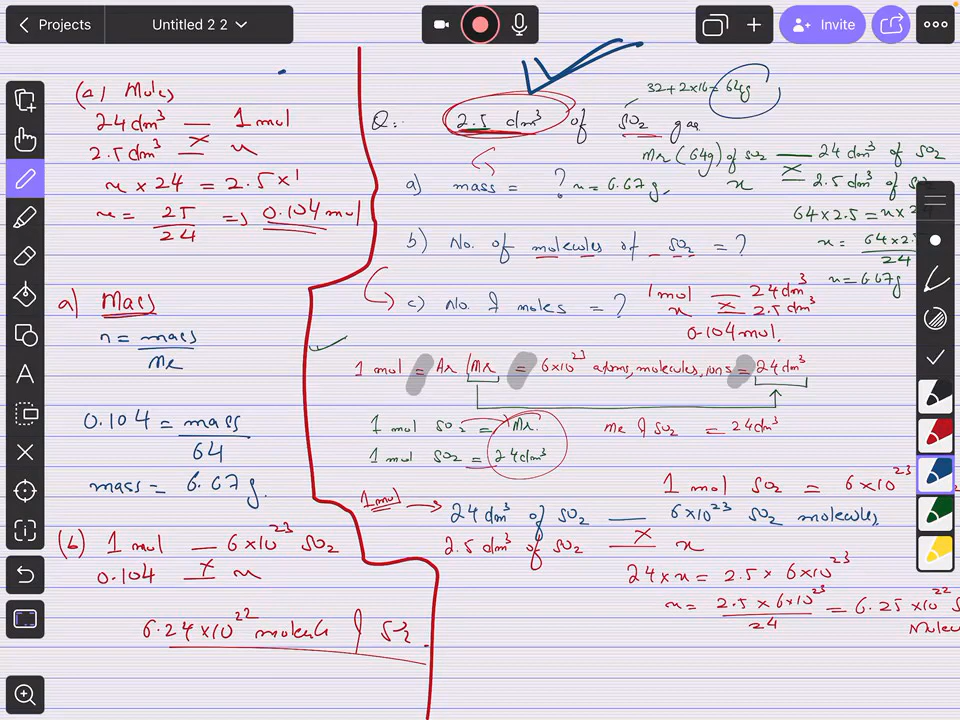 Projects
Untitled 2 2
Invite
(a) Moles
24 dm³ — 1 mol
2.5 dm³ × x
x × 24 = 2.5 × 1
x = 25/24 => 0.104 mol
a) Mass
n = mass/Mr
0.104 = mass/64
mass = 6.67 g.
(b) 1 mol — 6×10²³ SO₂
0.104 × x
6.24 × 10²² molecule of SO₂
32 + 2×16 = 64g
Q:. 2.5 dm³ of SO₂ gas
Mr (64g) of SO₂ — 24 dm³ of SO₂
a) mass = ? x = 6.67 g,
x × 2.5 dm³ of SO₂
64 × 2.5 = x × 24
b) No. of molecules of SO₂ = ?
x = 64 × 2.5/24
x = 6.67g
c) No. of moles = ?
1 mol = 24 dm³
x × 2.5 dm³
0.104 mol.
1 mol = Ar / Mr = 6×10²³ atoms, molecules, ions = 24 dm³
1 mol SO₂ = Mr.
Mr of SO₂ = 24 dm³
1 mol SO₂ = 24 dm³
1 mol SO₂ = 6×10²³
1 mol → 24 dm³ of SO₂ — 6×10²³ SO₂ molecules
2.5 dm³ of SO₂ × x
24 × x = 2.5 × 6×10²³
x = 2.5 × 6×10²³/24 = 6.25 ×10²² S
Molec